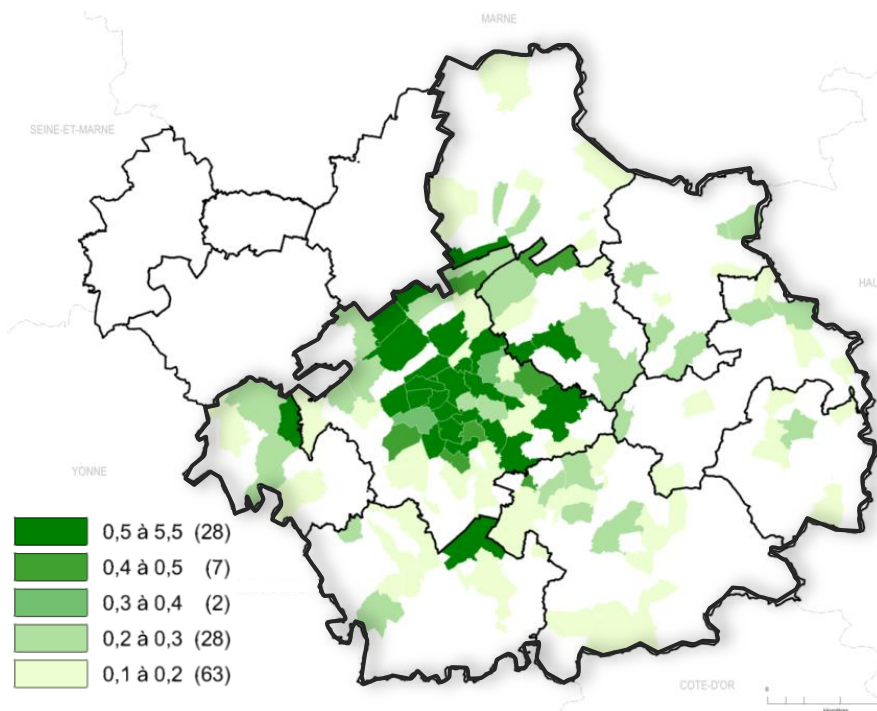 MARNE
SEINE-ET-MARNE
HAU
YONNE
0,5 à 5,5 (28)
0,4 à 0,5 (7)
0,3 à 0,4 (2)
0,2 à 0,3 (28)
0,1 à 0,2 (63)
COTE-D'OR